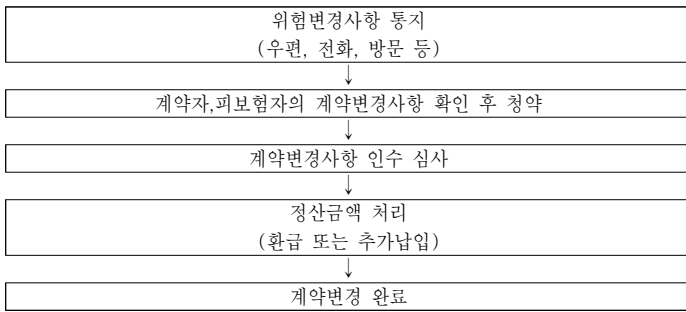 위험변경사항 통지
(우편, 전화, 방문 등)
↓
계약자,피보험자의 계약변경사항 확인 후 청약
↓
계약변경사항 인수 심사
↓
정산금액 처리
(환급 또는 추가납입)
↓
계약변경 완료